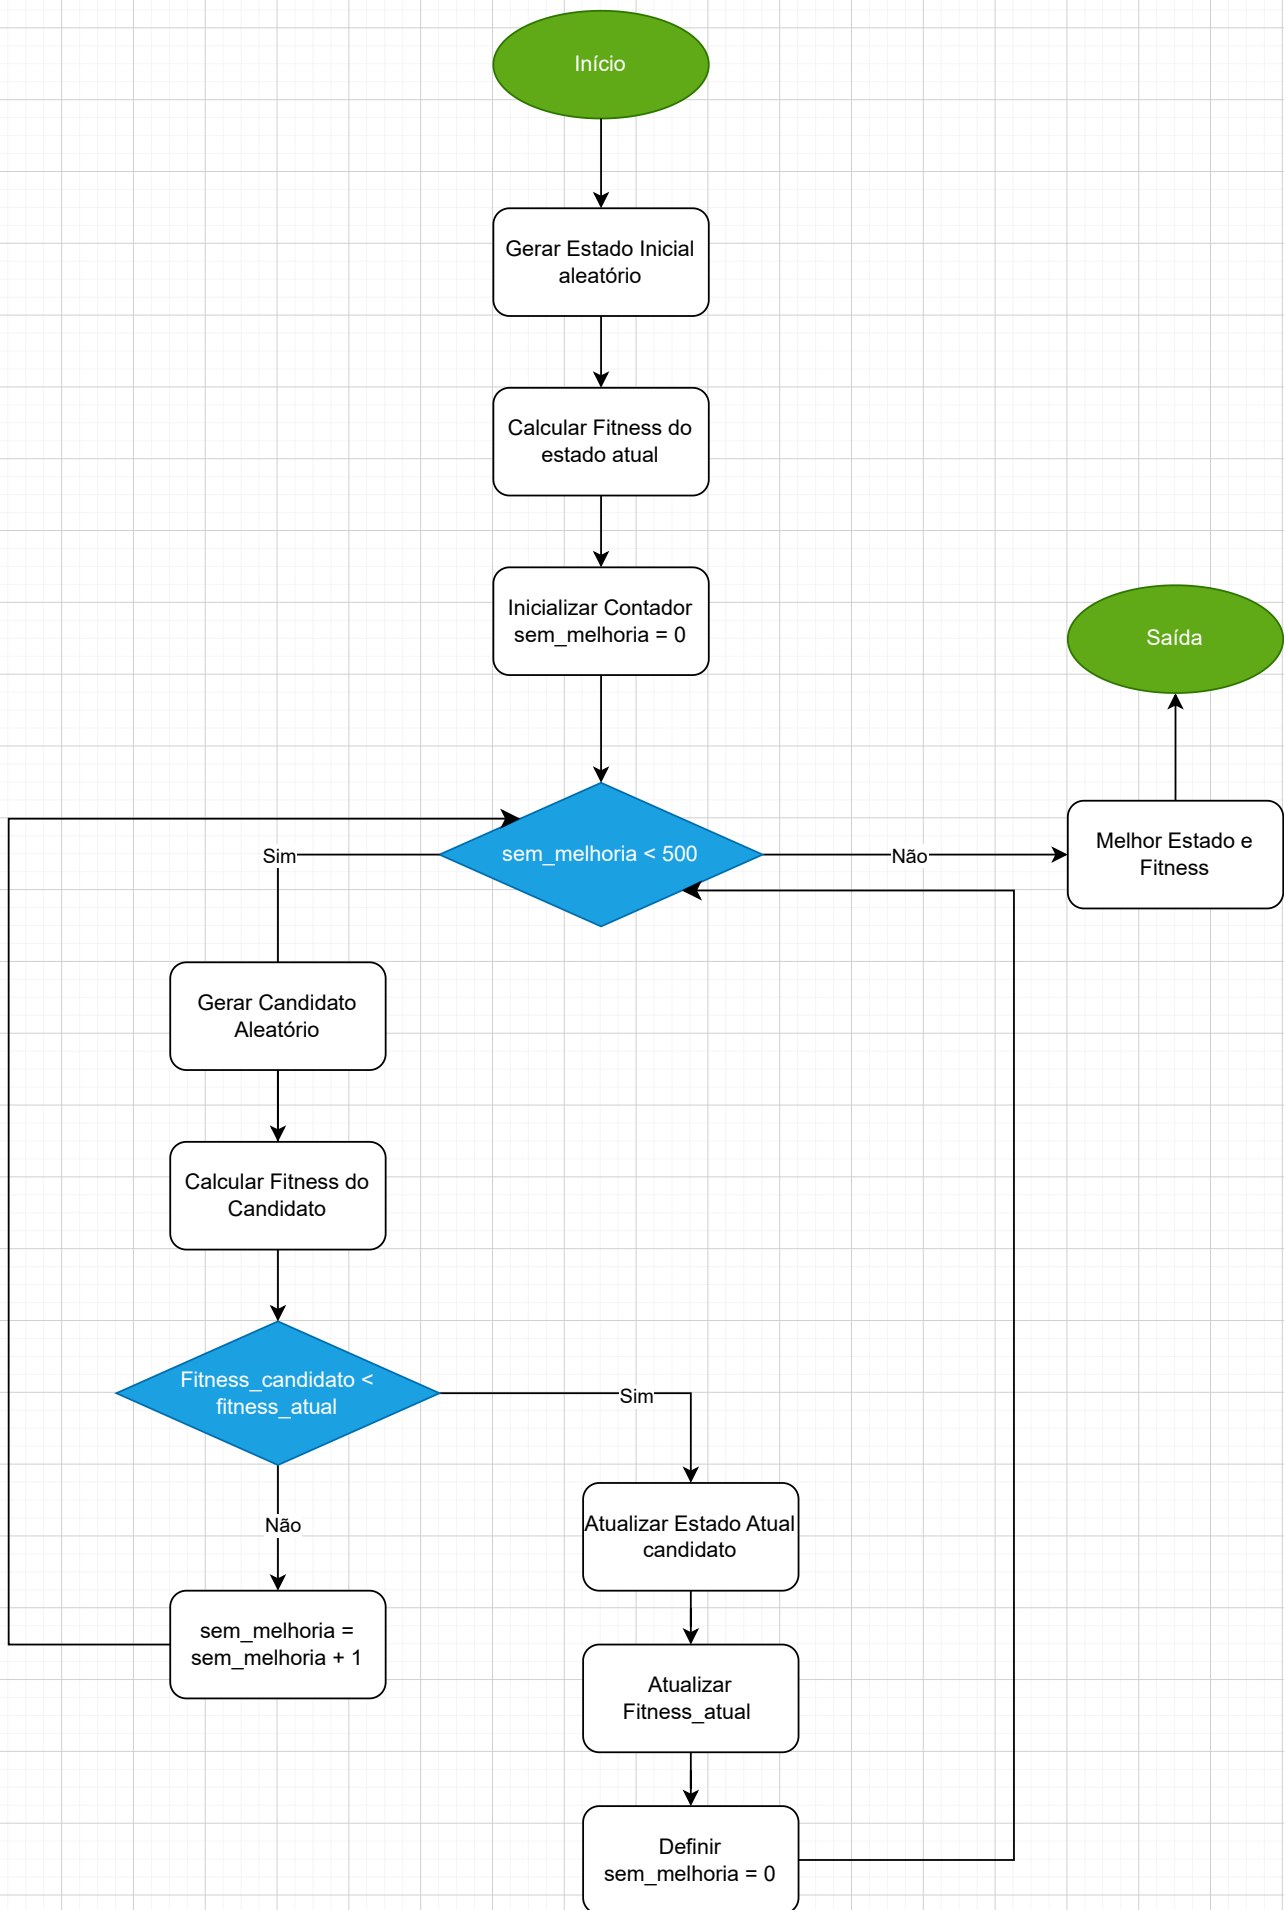 Início
Gerar Estado Inicial
aleatório
Calcular Fitness do
estado atual
Inicializar Contador
sem_melhoria = 0
Saída
sem_melhoria < 500
Sim
Não
Melhor Estado e
Fitness
Gerar Candidato
Aleatório
Calcular Fitness do
Candidato
Fitness_candidato <
fitness_atual
Sim
Não
Atualizar Estado Atual
candidato
sem_melhoria =
sem_melhoria + 1
Atualizar
Fitness_atual
Definir
sem_melhoria = 0